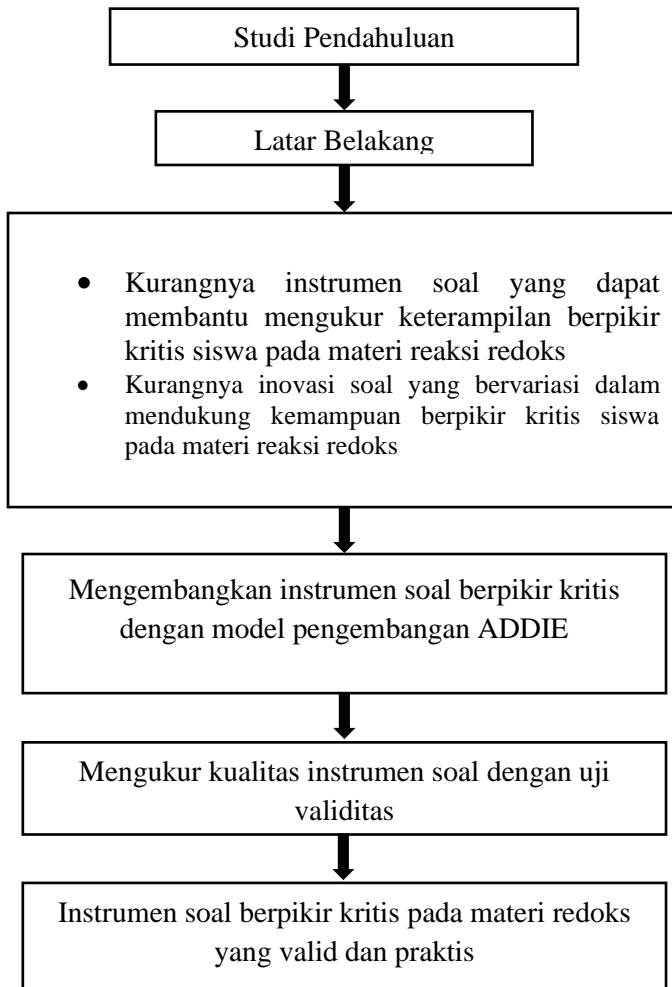 Studi Pendahuluan
Latar Belakang
• Kurangnya instrumen soal yang dapat
membantu mengukur keterampilan berpikir
kritis siswa pada materi reaksi redoks
• Kurangnya inovasi soal yang bervariasi dalam
mendukung kemampuan berpikir kritis siswa
pada materi reaksi redoks
Mengembangkan instrumen soal berpikir kritis
dengan model pengembangan ADDIE
Mengukur kualitas instrumen soal dengan uji
validitas
Instrumen soal berpikir kritis pada materi redoks
yang valid dan praktis